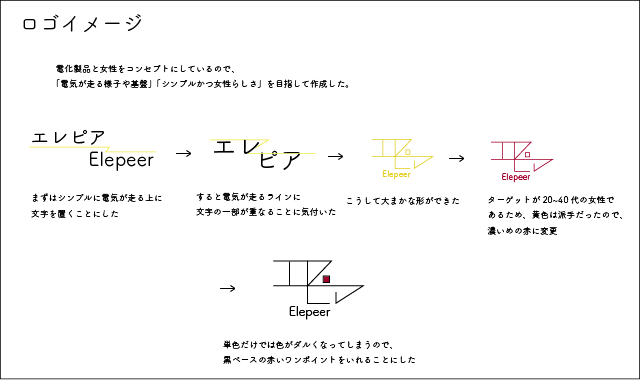 ロゴイメージ
電化製品と女性をコンセプトにしているので、
「電気が走る様子や基盤」「シンプルかつ女性らしさ」を目指して作成した。
エレピア
Elepeer
まずはシンプルに電気が走る上に
文字を置くことにした
エレ
ピア
すると電気が走るラインに
文字の一部が重なることに気付いた
Elepeer
こうして大まかな形ができた
Elepeer
ターゲットが 20~40 代の女性で
あるため、黄色は派手だったので、
濃いめの赤に変更
Elepeer
単色だけでは色がダルくなってしまうので、
黒ベースの赤いワンポイントをいれることにした